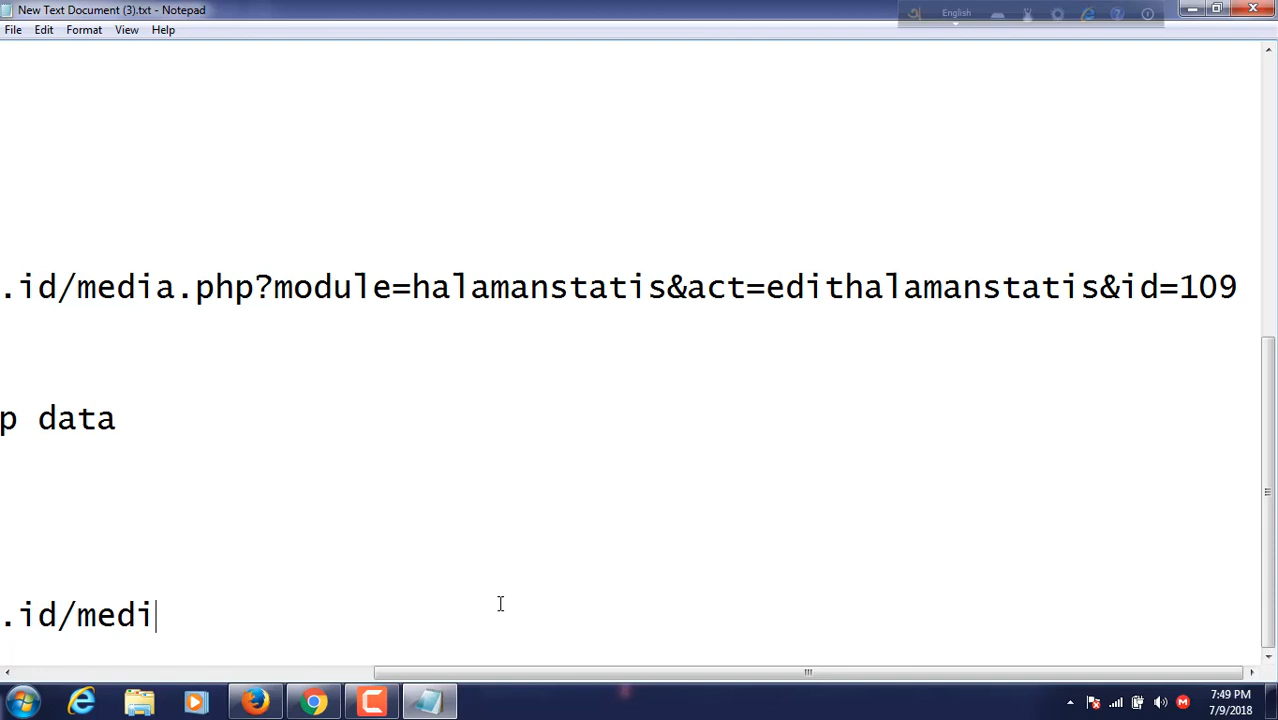 New Text Document (3).txt - Notepad
English
File Edit Format View Help
.id/media.php?module=halamanstatis&act=edithalamanstatis&id=109
p data
.id/medi
7:49 PM
7/9/2018